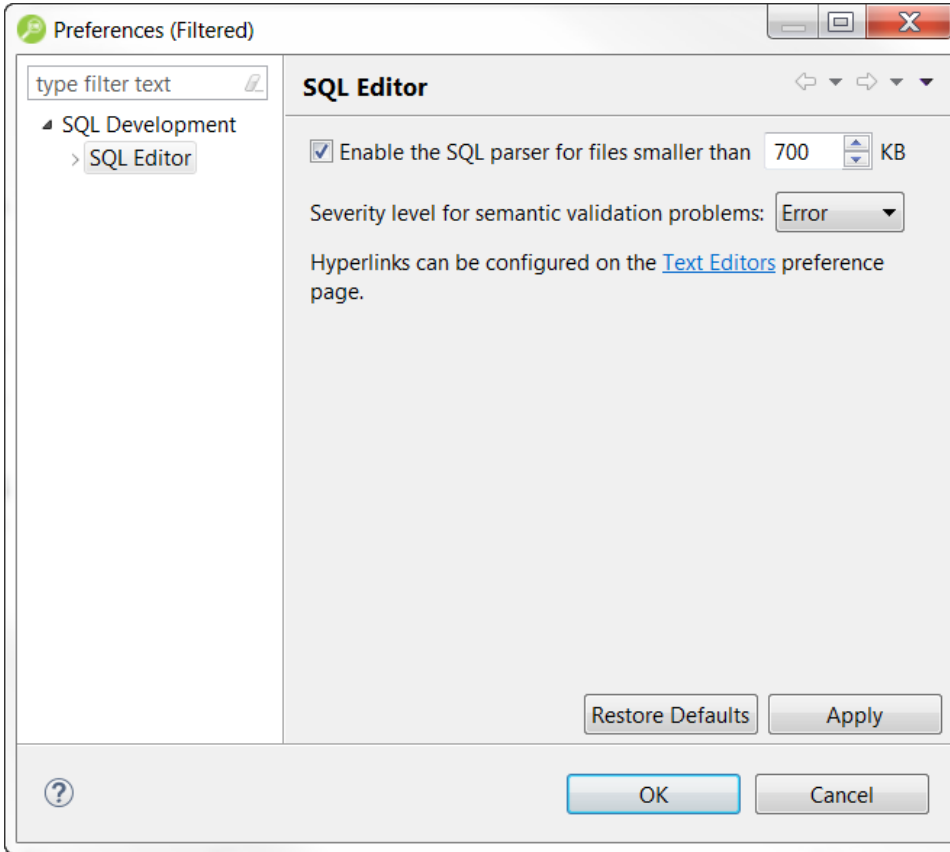 Preferences (Filtered)
type filter text
SQL Development
SQL Editor
SQL Editor
Enable the SQL parser for files smaller than 700 KB
Severity level for semantic validation problems: Error
Hyperlinks can be configured on the Text Editors preference
page.
Restore Defaults Apply
OK Cancel